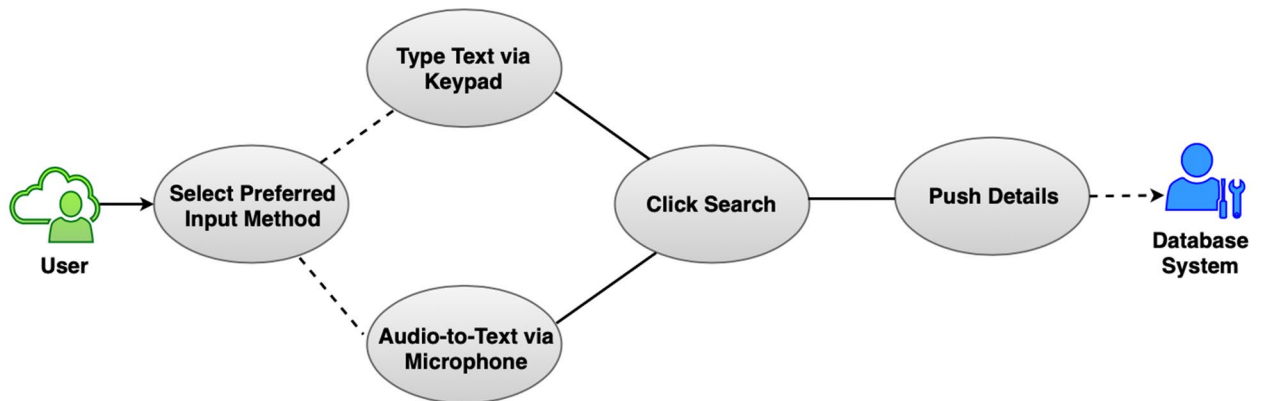 Type Text via
Keypad
Select Preferred
Input Method
Click Search
Push Details
User
Database
System
Audio-to-Text via
Microphone